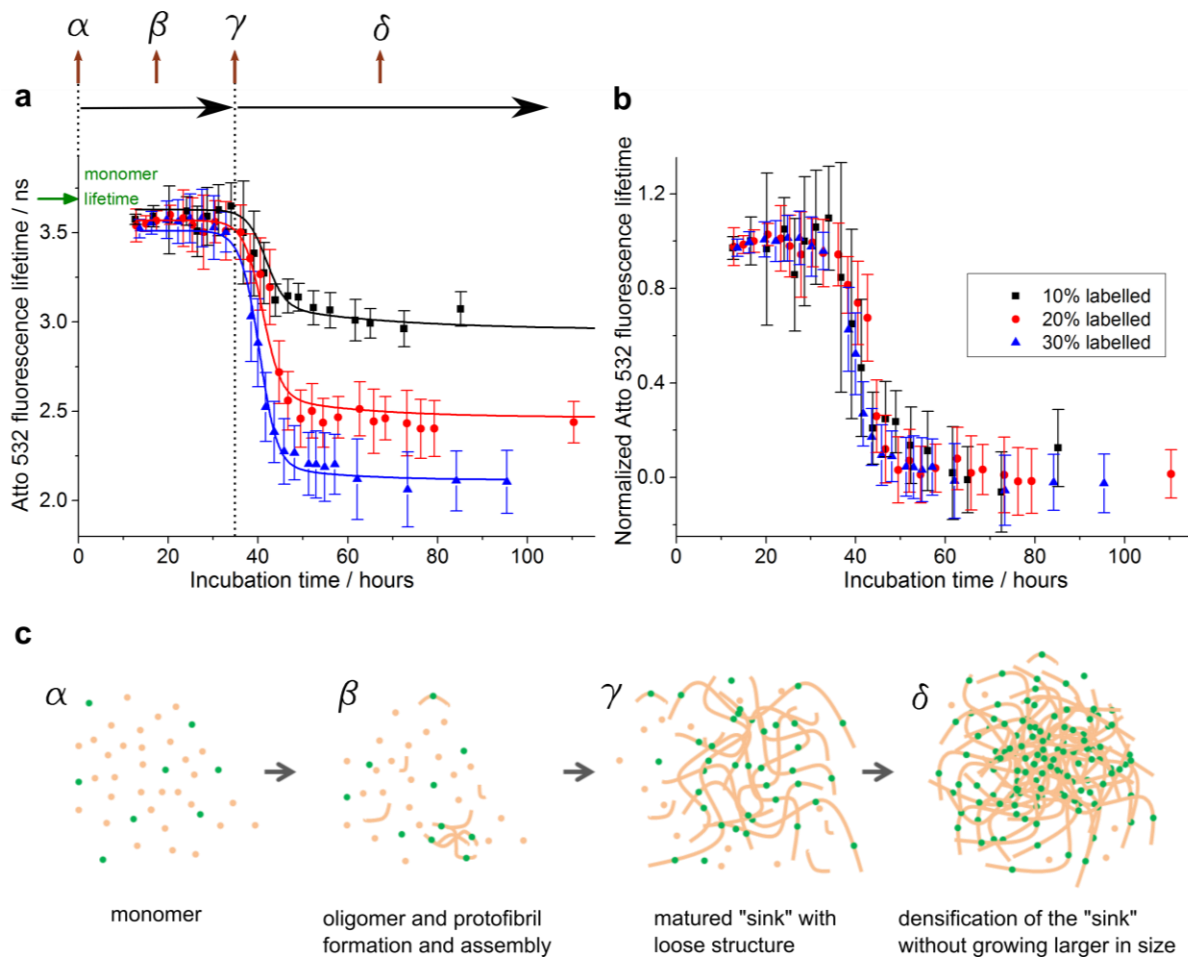 α β γ δ
a
monomer
lifetime
Atto 532 fluorescence lifetime / ns
3.5
3.0
2.5
2.0
0 20 40 60 80 100
Incubation time / hours
b
Normalized Atto 532 fluorescence lifetime
1.2
0.8
0.4
0.0
10% labelled
20% labelled
30% labelled
0 20 40 60 80 100
Incubation time / hours
c
α β γ δ
monomer
oligomer and protofibril
formation and assembly
matured "sink" with
loose structure
densification of the "sink"
without growing larger in size